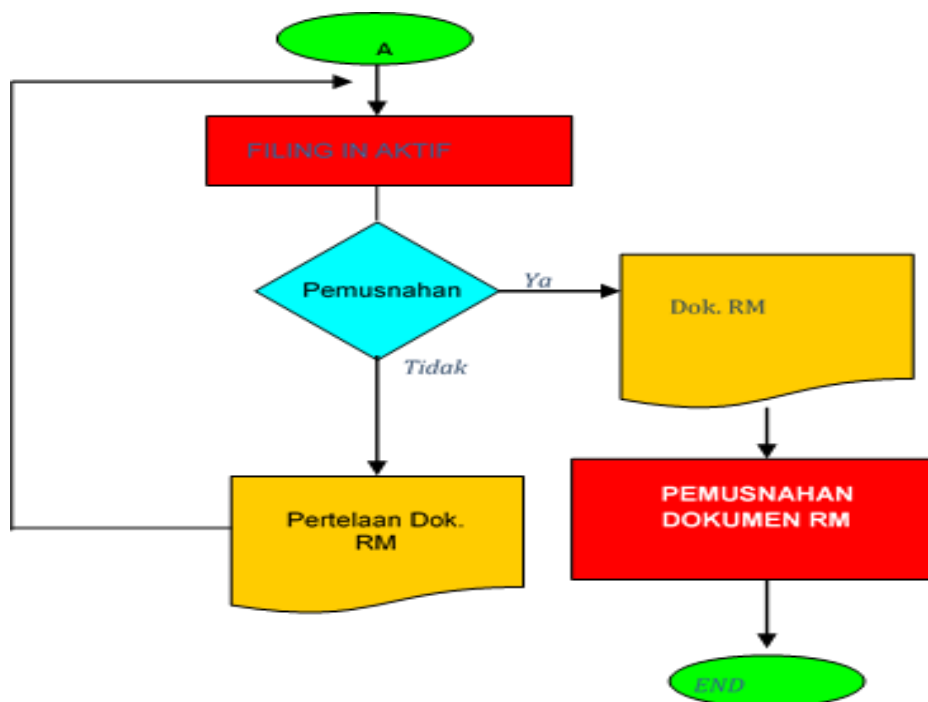 A
FILING IN AKTIF
Pemusnahan
Ya
Dok. RM
Tidak
Pertelaan Dok.
RM
PEMUSNAHAN
DOKUMEN RM
END